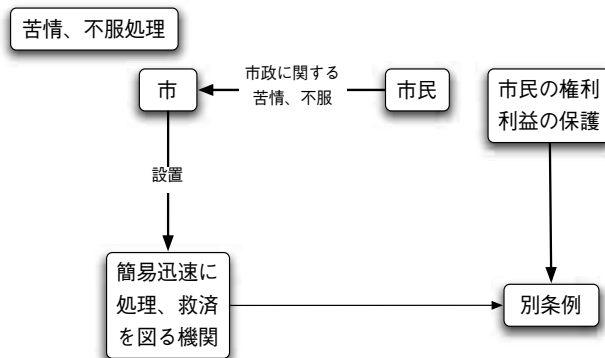 苦情、不服処理
市
市政に関する
苦情、不服
市民
市民の権利
利益の保護
設置
簡易迅速に
処理、救済
を図る機関
別条例